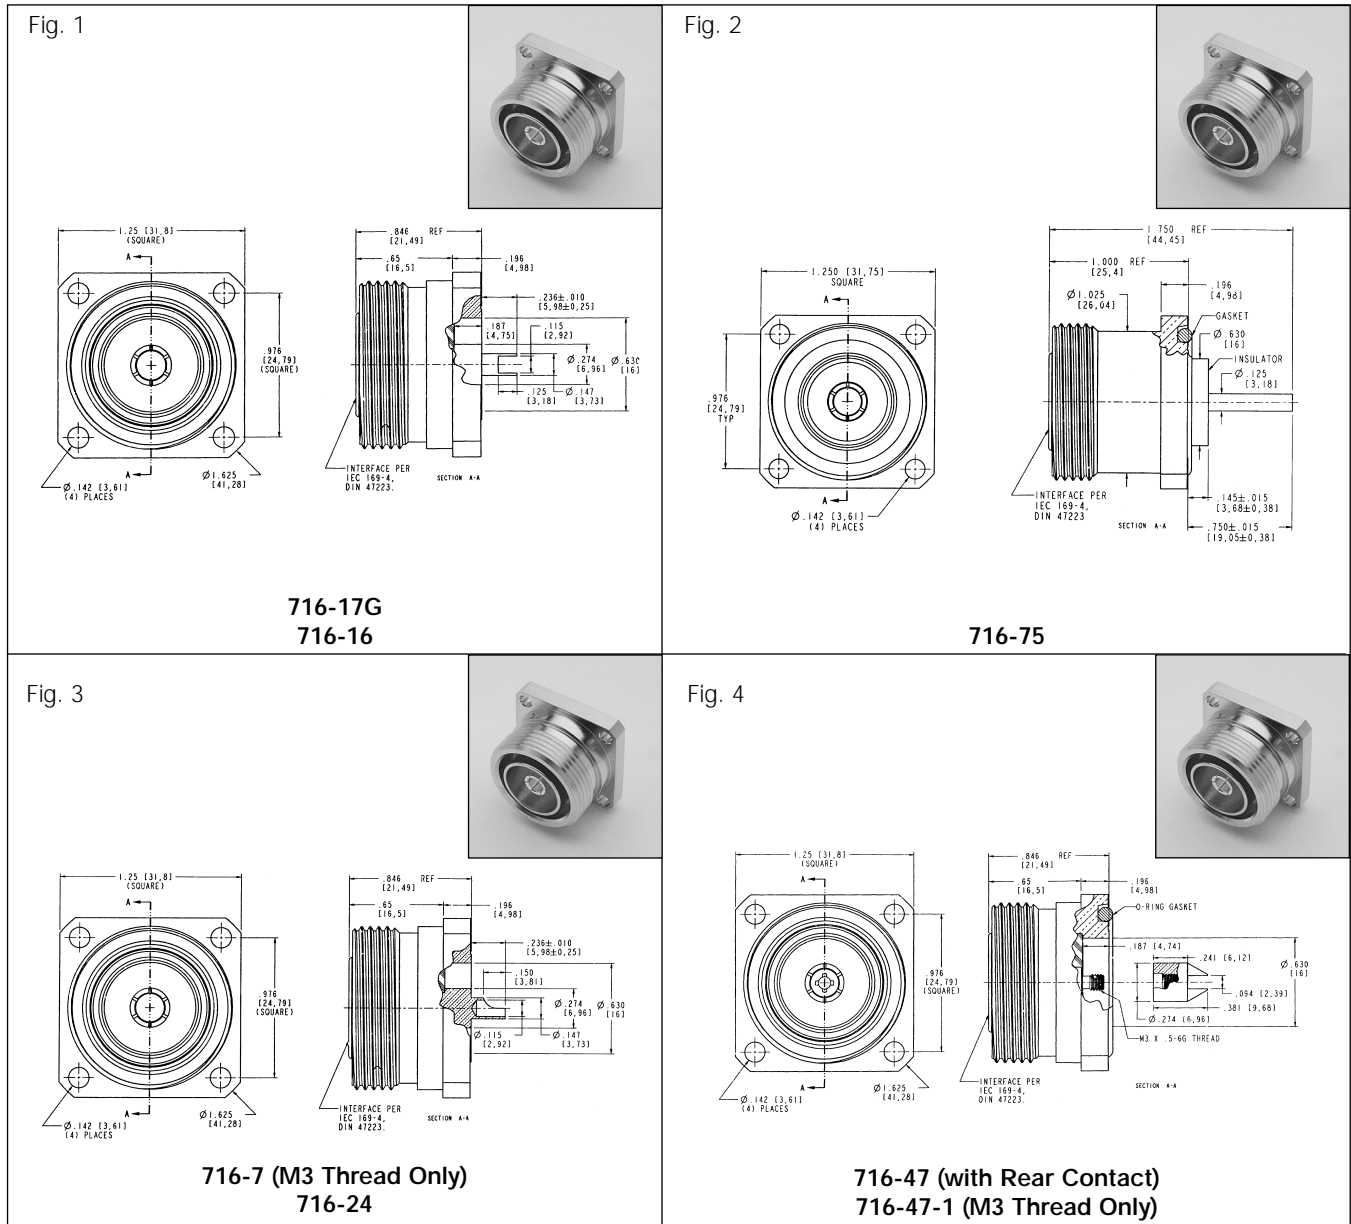 Fig. 1
1.25 [31,8]
(SQUARE)
A
.976
[24,79]
(SQUARE)
A
Ø.142 [3,61]
(4) PLACES
Ø1.625
[41,28]
.846 REF
[21,49]
.65
[16,5]
.196
[4,98]
.236±.010
[5,98±0,25]
.187
[4,75]
.115
[2,92]
Ø.274
[6,96]
Ø.630
[16]
.125
[3,18]
Ø.147
[3,73]
INTERFACE PER
IEC 169-4,
DIN 47223.
SECTION A-A
716-17G
716-16
Fig. 2
1.250 [31,75]
SQUARE
A
.976
[24,79]
TYP
A
Ø.142 [3,61]
(4) PLACES
1.750 REF
[44,45]
1.000 REF
[25,4]
.196
[4,98]
Ø1.025
[26,04]
GASKET
Ø.630
[16]
INSULATOR
Ø.125
[3,18]
INTERFACE PER
IEC 169-4,
DIN 47223
SECTION A-A
.145±.015
[3,68±0,38]
.750±.015
[19,05±0,38]
716-75
Fig. 3
1.25 [31,8]
(SQUARE)
A
.976
[24,79]
(SQUARE)
A
Ø.142 [3,61]
(4) PLACES
Ø1.625
[41,28]
.846 REF
[21,49]
.65
[16,5]
.196
[4,98]
.236±.010
[5,98±0,25]
.150
[3,81]
Ø.274
[6,96]
Ø.630
[16]
Ø.115
[2,92]
Ø.147
[3,73]
INTERFACE PER
IEC 169-4,
DIN 47223.
SECTION A-A
716-7 (M3 Thread Only)
716-24
Fig. 4
1.25 [31,8]
(SQUARE)
A
.976
[24,79]
(SQUARE)
A
Ø.142 [3,61]
(4) PLACES
Ø1.625
[41,28]
.846 REF
[21,49]
.65
[16,5]
.196
[4,98]
O-RING GASKET
.187 [4,74]
.241 [6,12]
Ø.630
[16]
.094 [2,39]
.381 [9,68]
Ø.274 [6,96]
M3 X .5-6G THREAD
INTERFACE PER
IEC 169-4,
DIN 47223.
SECTION A-A
716-47 (with Rear Contact)
716-47-1 (M3 Thread Only)